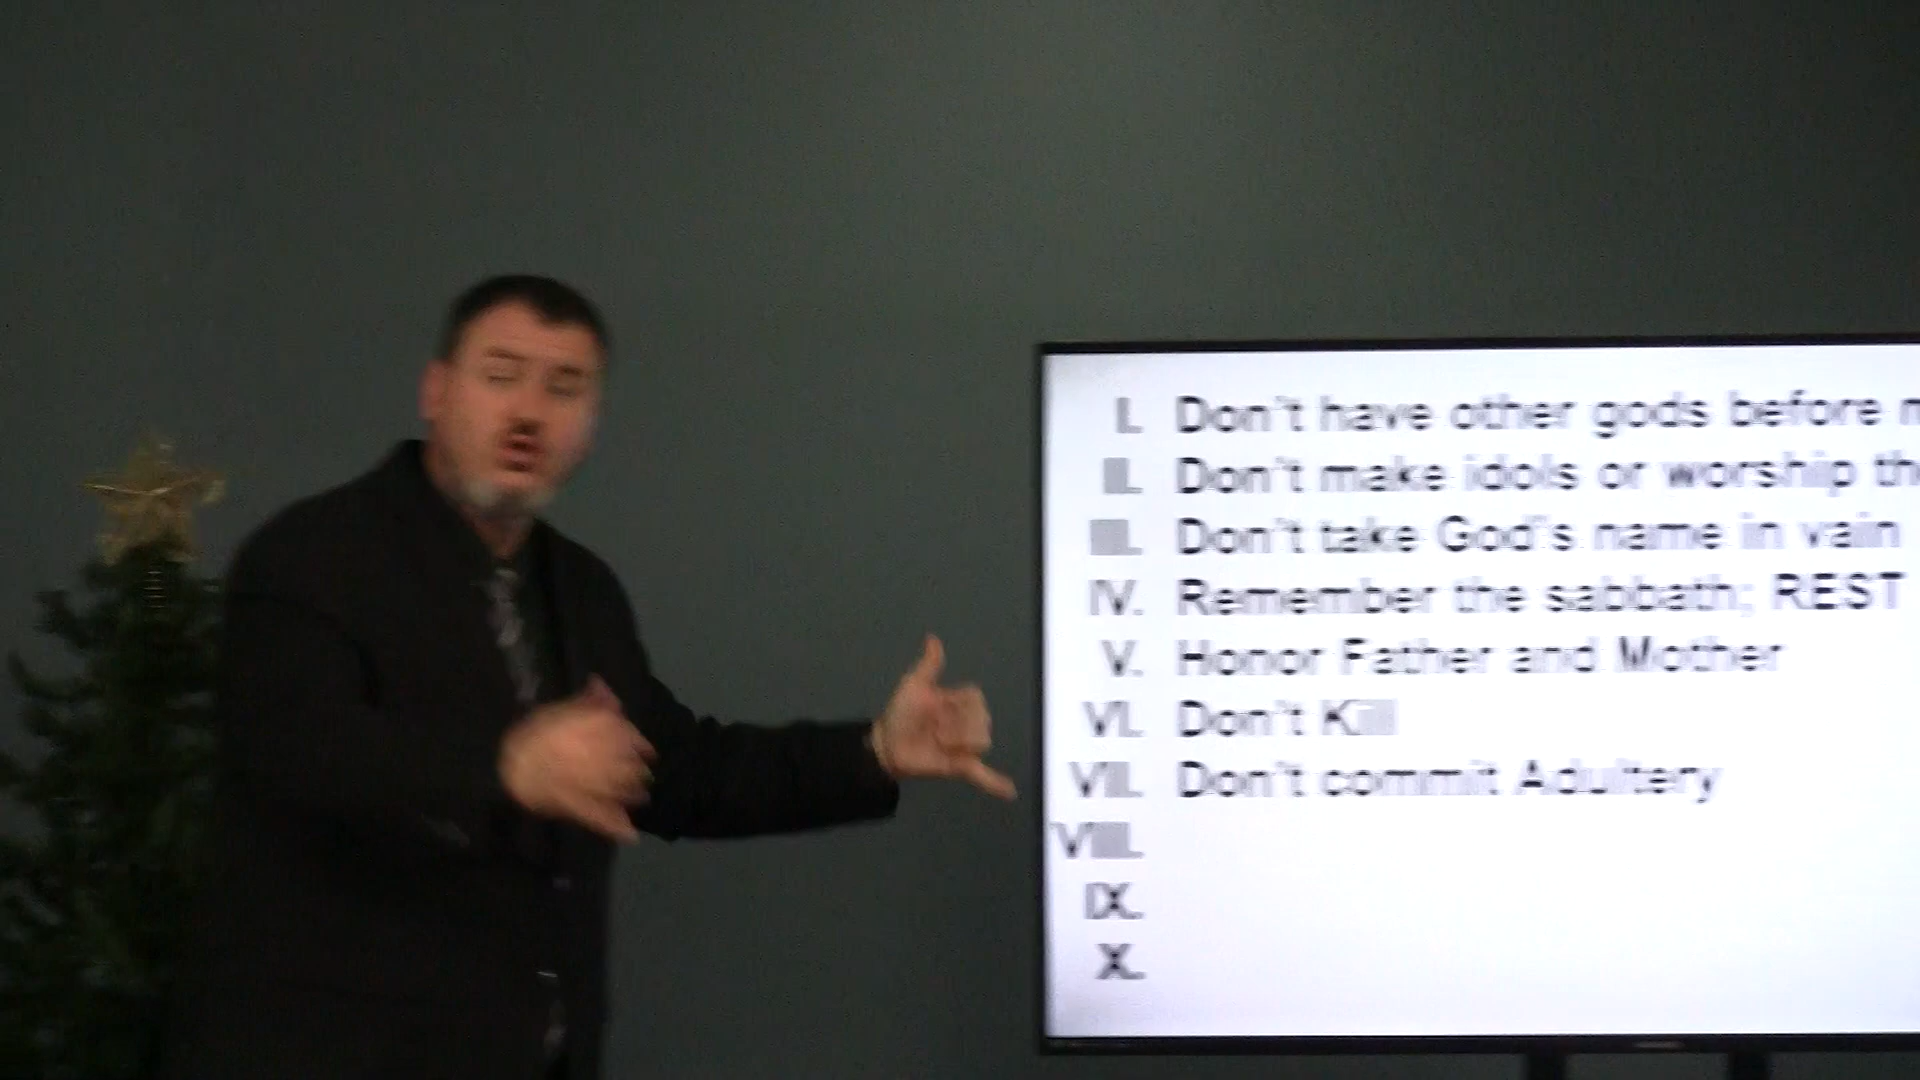 I. Don't have other gods before
II. Don't make idols or worship
III. Don't take God's name in vain
IV. Remember the sabbath; REST
V. Honor Father and Mother
VI. Don't Kill
VII. Don't commit Adultery
VIII.
IX.
X.